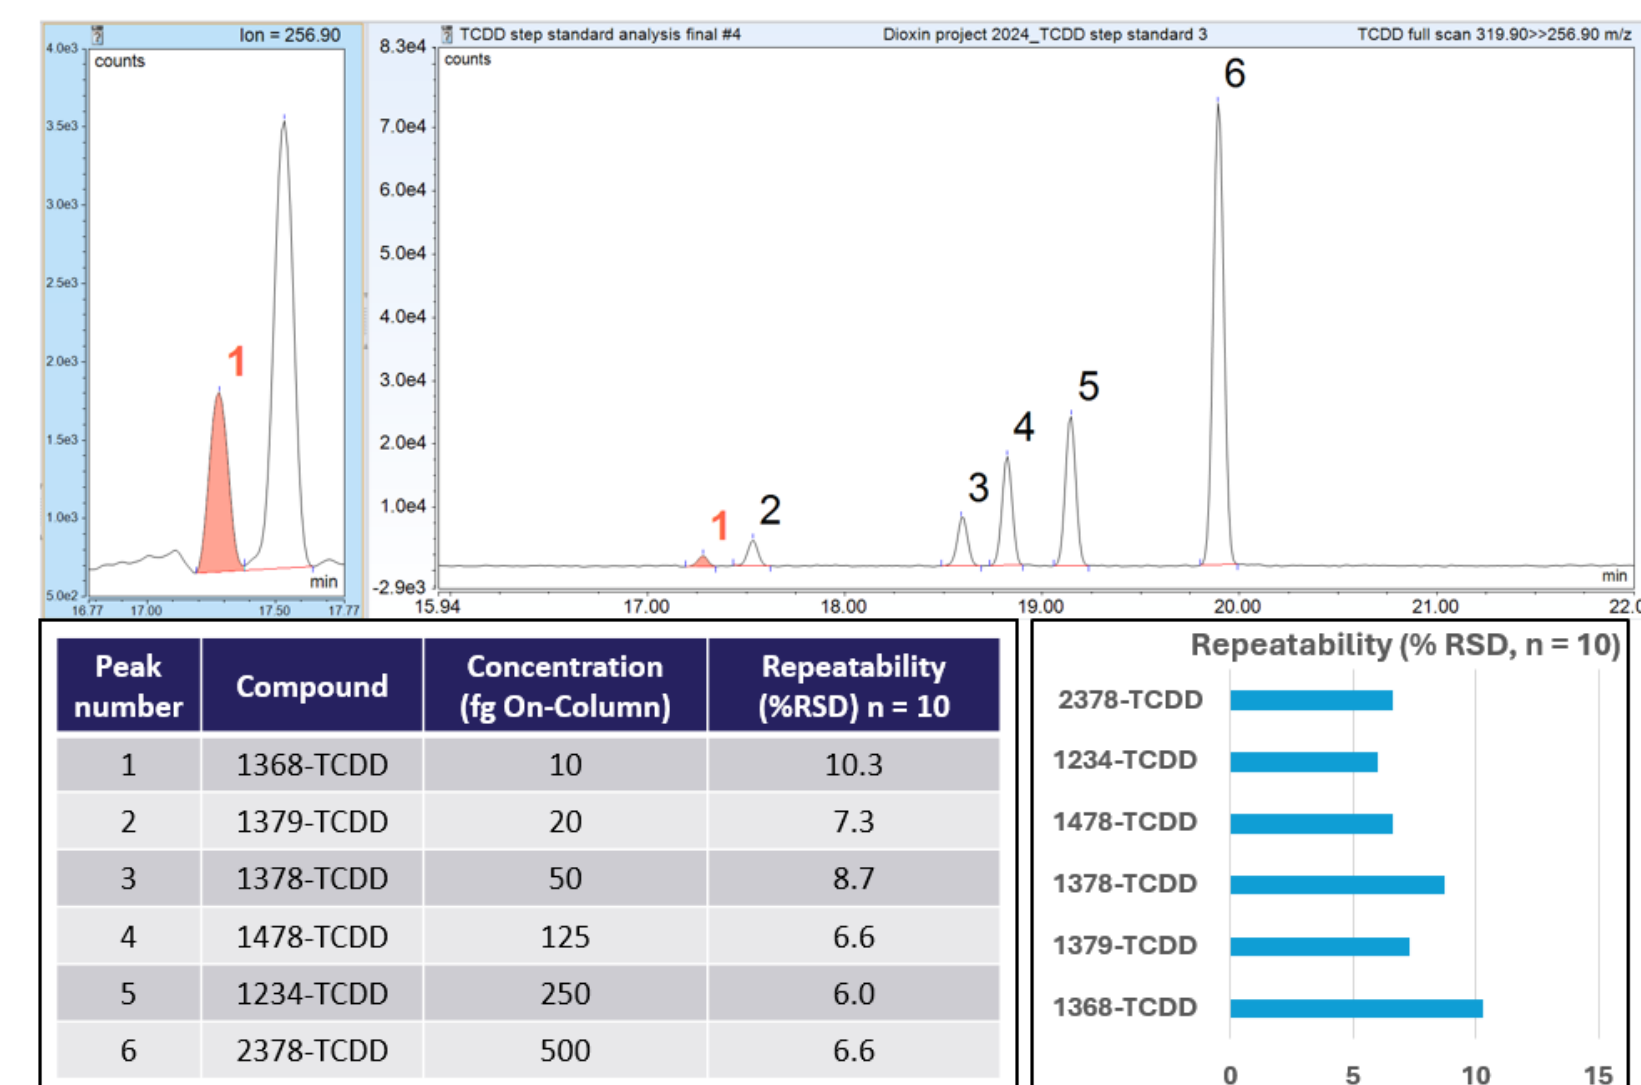 Ion = 256.90
counts
4.0e3
3.5e3
3.0e3
2.5e3
2.0e3
1.5e3
1.0e3
5.0e2
1
min
16.77 17.00 17.50 17.77
TCDD step standard analysis final #4 Dioxin project 2024_TCDD step standard 3 TCDD full scan 319.90>>256.90 m/z
counts
8.3e4
7.0e4
6.0e4
5.0e4
4.0e4
3.0e4
2.0e4
1.0e4
-2.9e3
1
2
3
4
5
6
min
15.94 17.00 18.00 19.00 20.00 21.00 22.0
Peak number Compound Concentration (fg On-Column) Repeatability (%RSD) n = 10
1 1368-TCDD 10 10.3
2 1379-TCDD 20 7.3
3 1378-TCDD 50 8.7
4 1478-TCDD 125 6.6
5 1234-TCDD 250 6.0
6 2378-TCDD 500 6.6
Repeatability (% RSD, n = 10)
2378-TCDD
1234-TCDD
1478-TCDD
1378-TCDD
1379-TCDD
1368-TCDD
0 5 10 15